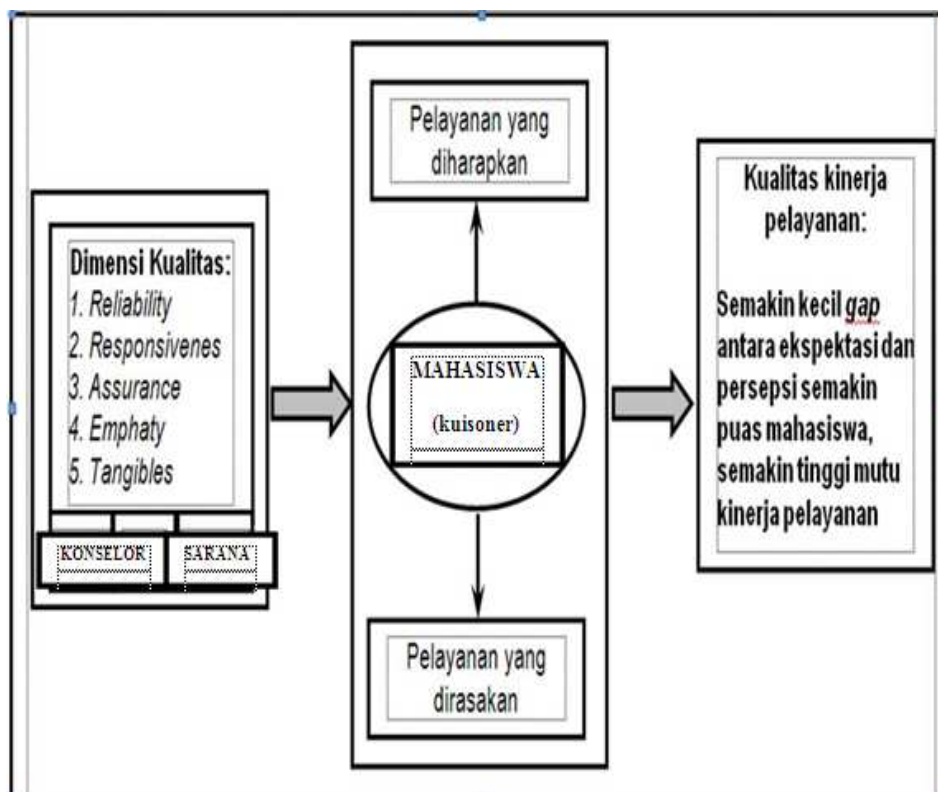 Dimensi Kualitas:
1. Reliability
2. Responsivenes
3. Assurance
4. Emphaty
5. Tangibles
KONSELOR
SARANA
Pelayanan yang
diharapkan
MAHASISWA
(kuisoner)
Pelayanan yang
dirasakan
Kualitas kinerja
pelayanan:
Semakin kecil gap
antara ekspektasi dan
persepsi semakin
puas mahasiswa,
semakin tinggi mutu
kinerja pelayanan